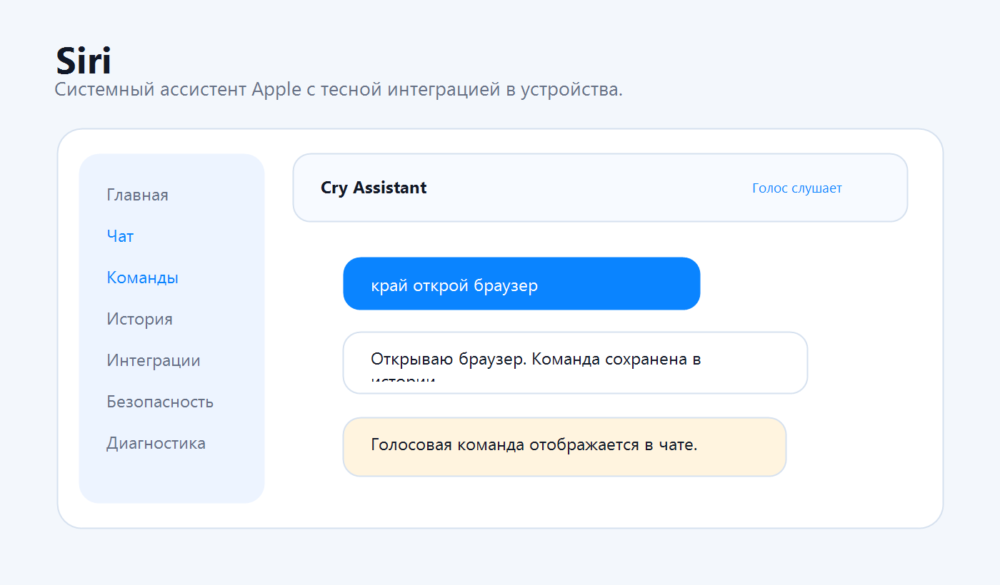 Siri
Системный ассистент Apple с тесной интеграцией в устройства.
Главная
Чат
Команды
История
Интеграции
Безопасность
Диагностика
Cry Assistant
Голос слушает
край открой браузер
Открываю браузер. Команда сохранена в
истории
Голосовая команда отображается в чате.